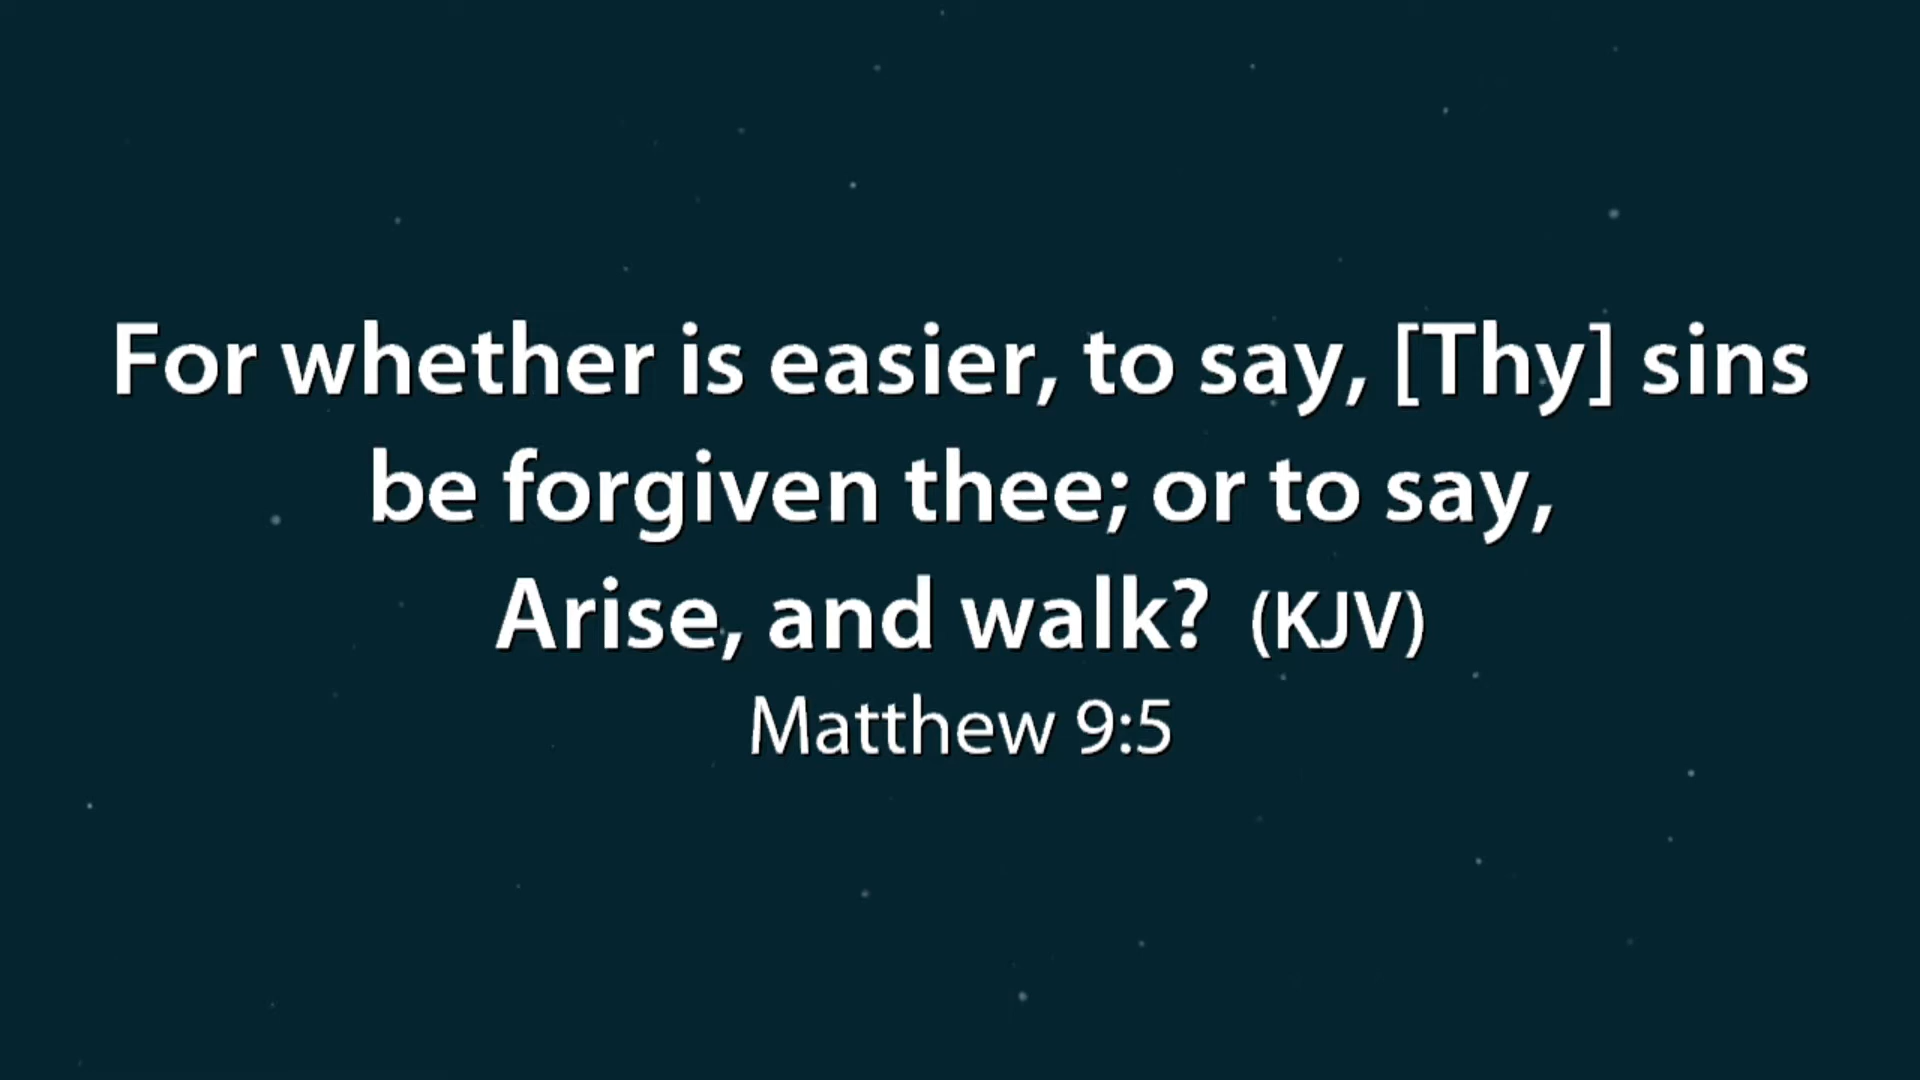 For whether is easier, to say, [Thy] sins
be forgiven thee; or to say,
Arise, and walk? (KJV)
Matthew 9:5